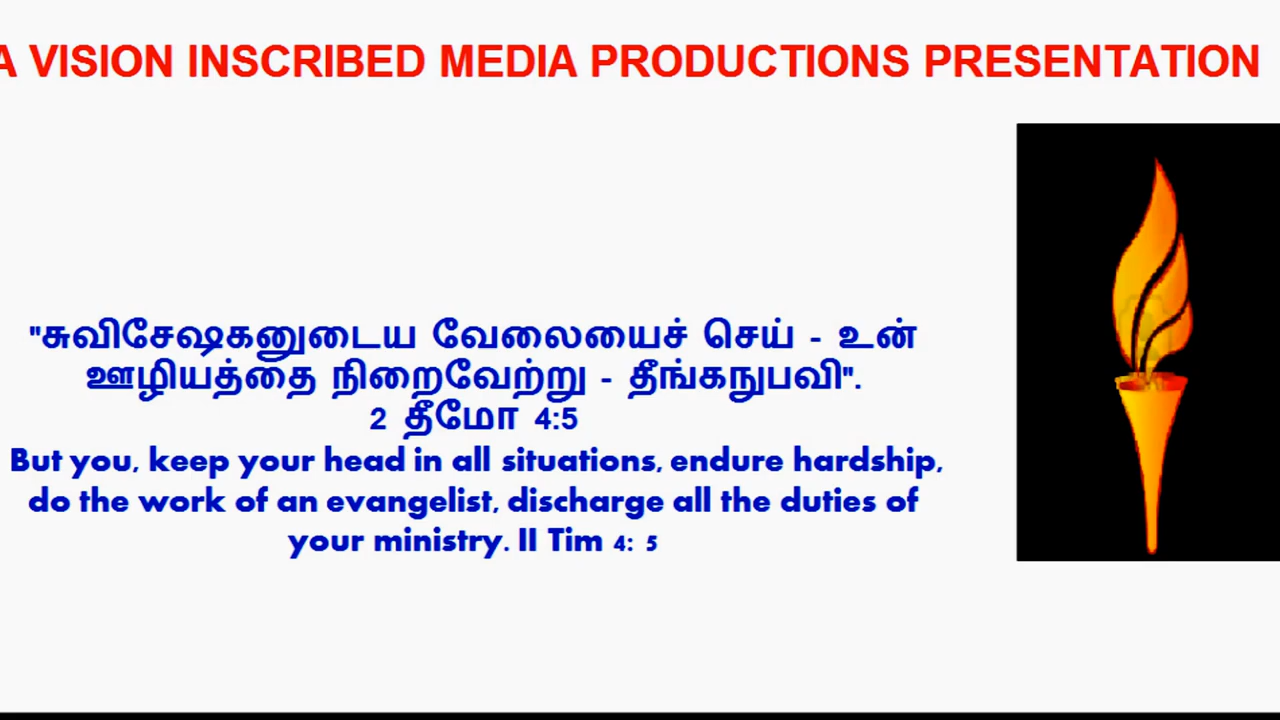 A VISION INSCRIBED MEDIA PRODUCTIONS PRESENTATION
"சுவிசேஷகனுடைய வேலையைச் செய் - உன்
ஊழியத்தை நிறைவேற்று - தீங்கநுபவி".
2 தீமோ 4:5
But you, keep your head in all situations, endure hardship,
do the work of an evangelist, discharge all the duties of
your ministry. II Tim 4: 5